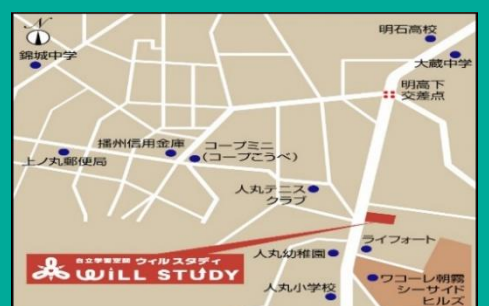 N
明石高校
錦城中学
大蔵中学
明高下
交差点
播州信用金庫
コープミニ
(コープこうべ)
上ノ丸郵便局
人丸テニス
クラブ
自立学習空間 ウィルスタディ
WiLL STUDY
人丸幼稚園
ライフォート
人丸小学校
ワコーレ朝霧
シーサイド
ヒルズ